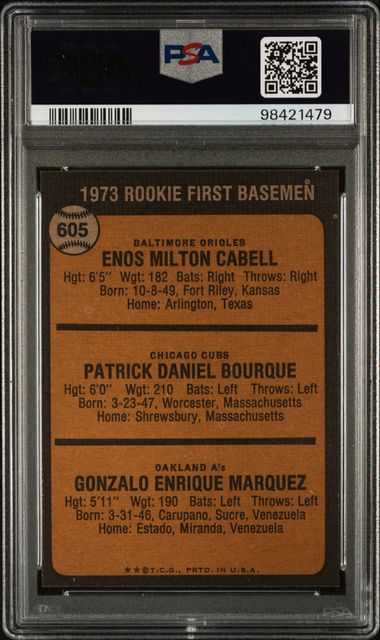 PSA
PSA
98421479
1973 ROOKIE FIRST BASEMEN
605
BALTIMORE ORIOLES
ENOS MILTON CABELL
Hgt: 6'5" Wgt: 182 Bats: Right Throws: Right
Born: 10-8-49, Fort Riley, Kansas
Home: Arlington, Texas
CHICAGO CUBS
PATRICK DANIEL BOURQUE
Hgt: 6'0" Wgt: 210 Bats: Left Throws: Left
Born: 3-23-47, Worcester, Massachusetts
Home: Shrewsbury, Massachusetts
OAKLAND A's
GONZALO ENRIQUE MARQUEZ
Hgt: 5'11" Wgt: 190 Bats: Left Throws: Left
Born: 3-31-46, Carupano, Sucre, Venezuela
Home: Estado, Miranda, Venezuela
**©T.C.G., PRTD. IN U.S.A.